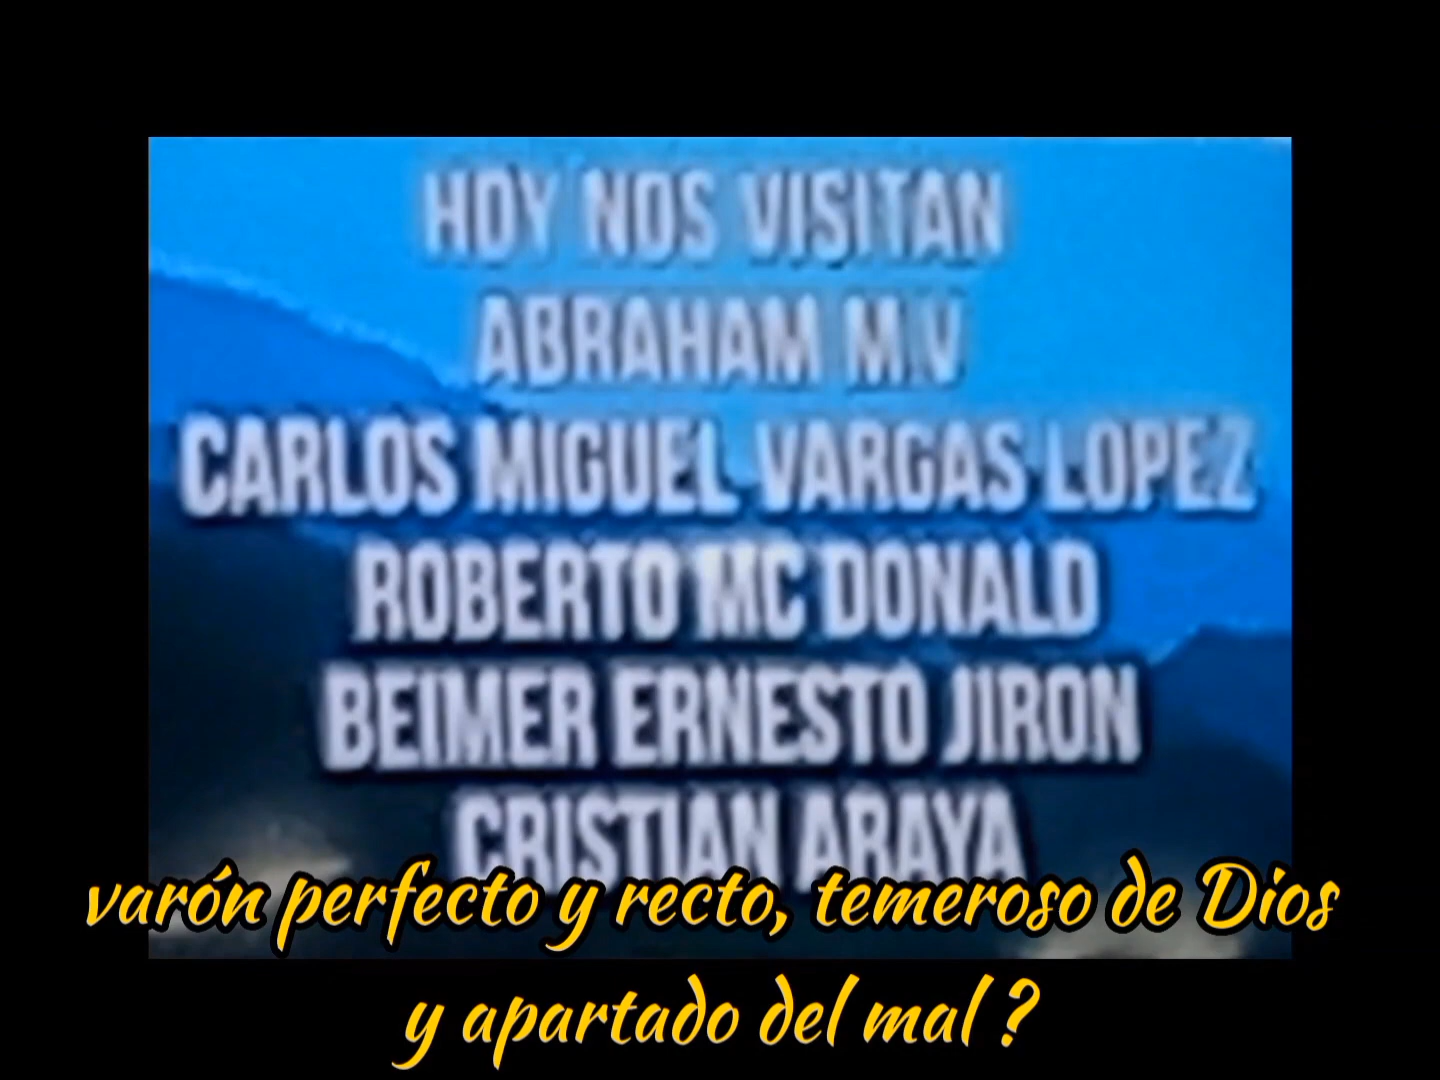 HOY NOS VISITAN
ABRAHAM M.V
CARLOS MIGUEL VARGAS LOPEZ
ROBERTO MC DONALD
BEIMER ERNESTO JIRON
CRISTIAN ARAYA
varón perfecto y recto, temeroso de Dios
y apartado del mal ?